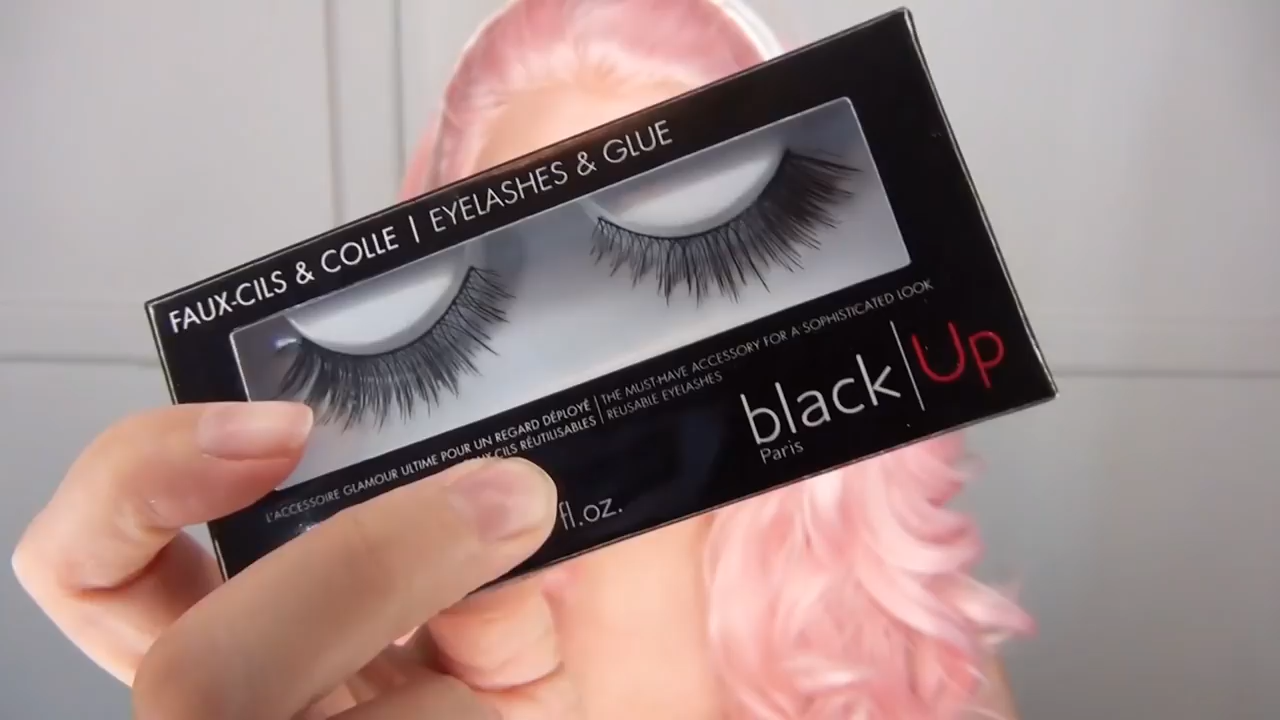 FAUX-CILS & COLLE | EYELASHES & GLUE
L'ACCESSOIRE GLAMOUR ULTIME POUR UN REGARD DÉPLOYÉ | THE MUST-HAVE ACCESSORY FOR A SOPHISTICATED LOOK
CILS RÉUTILISABLES | REUSABLE EYELASHES
black | Up
Paris
fl.oz.